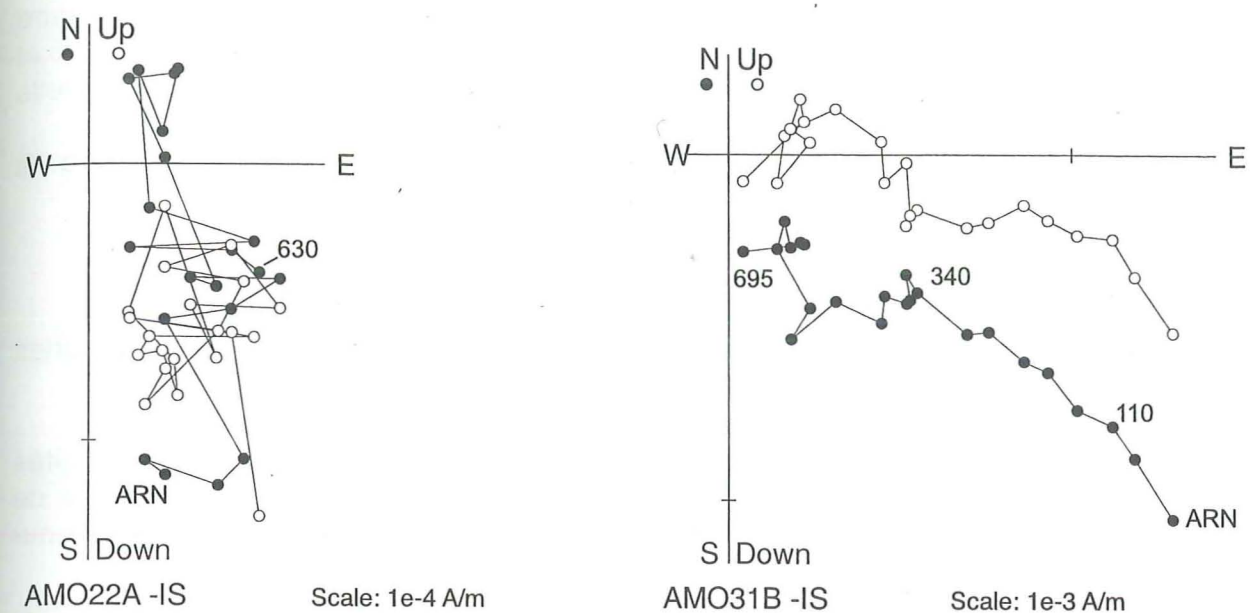 N Up
W E
630
ARN
S Down
AMO22A -IS Scale: 1e-4 A/m
N Up
W E
695
340
110
ARN
S Down
AMO31B -IS Scale: 1e-3 A/m